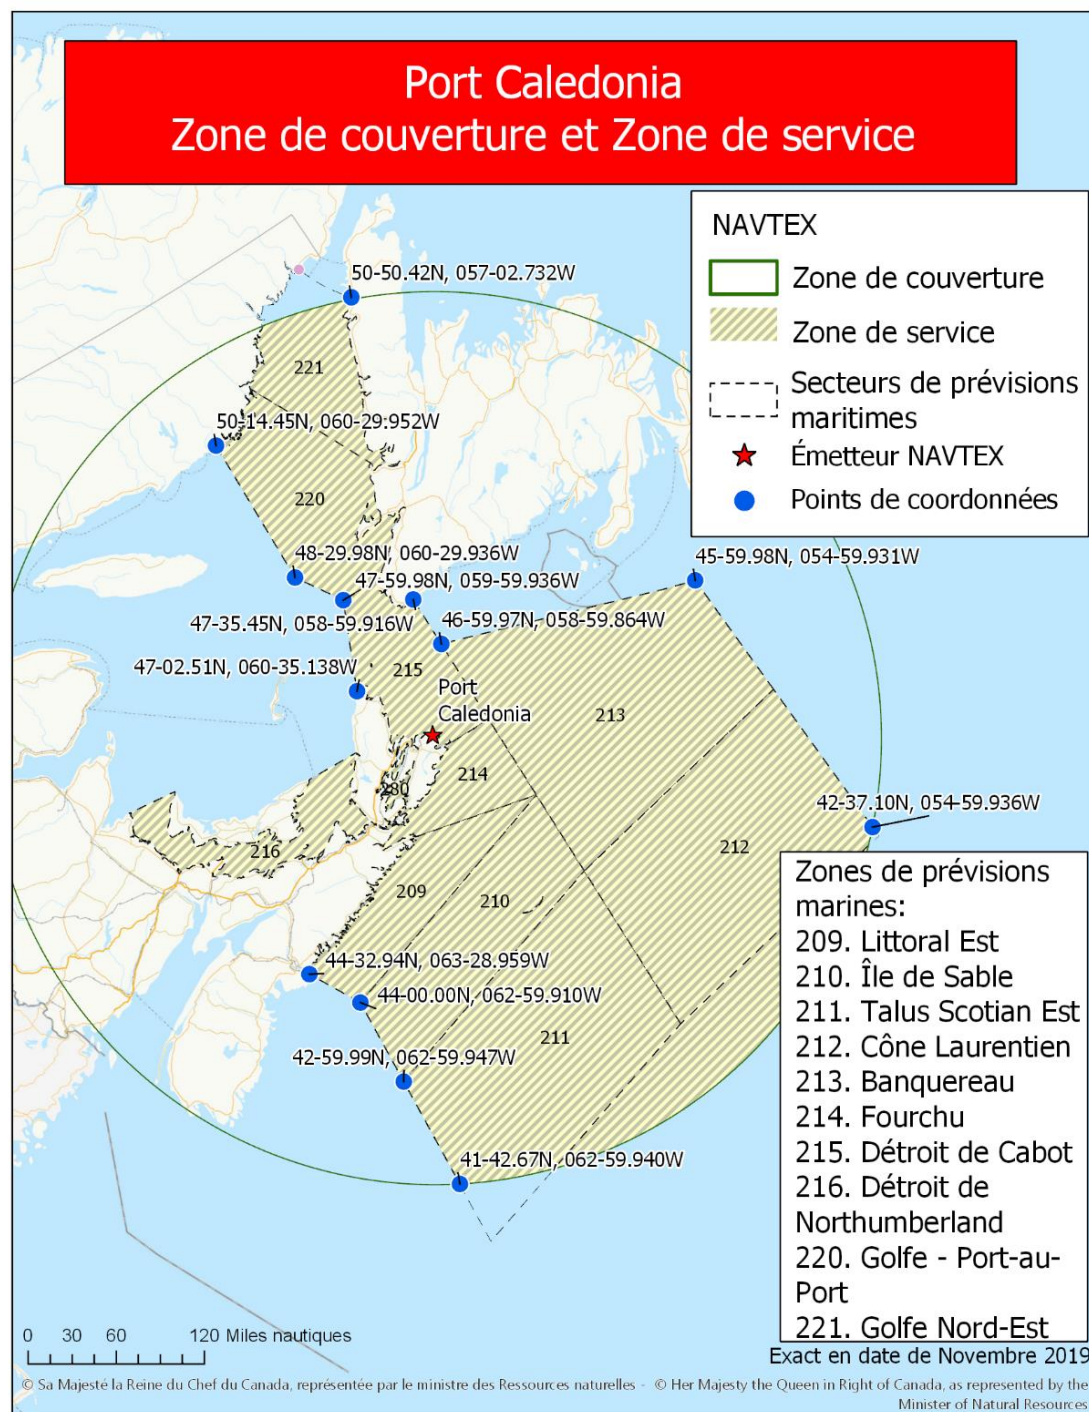 Port Caledonia
Zone de couverture et Zone de service
NAVTEX
Zone de couverture
Zone de service
Secteurs de prévisions
maritimes
Émetteur NAVTEX
Points de coordonnées
50-50.42N, 057-02.732W
221
50-14.45N, 060-29.952W
220
48-29.98N, 060-29.936W
47-59.98N, 059-59.936W
45-59.98N, 054-59.931W
47-35.45N, 058-59.916W
46-59.97N, 058-59.864W
47-02.51N, 060-35.138W
215
Port
Caledonia
213
214
280
42-37.10N, 054-59.936W
216
212
209
210
44-32.94N, 063-28.959W
44-00.00N, 062-59.910W
211
42-59.99N, 062-59.947W
41-42.67N, 062-59.940W
Zones de prévisions
marines:
209. Littoral Est
210. Île de Sable
211. Talus Scotian Est
212. Cône Laurentien
213. Banquereau
214. Fourchu
215. Détroit de Cabot
216. Détroit de
Northumberland
220. Golfe - Port-au-
Port
221. Golfe Nord-Est
0 30 60 120 Miles nautiques
Exact en date de Novembre 2019
© Sa Majesté la Reine du Chef du Canada, représentée par le ministre des Ressources naturelles - © Her Majesty the Queen in Right of Canada, as represented by the
Minister of Natural Resources